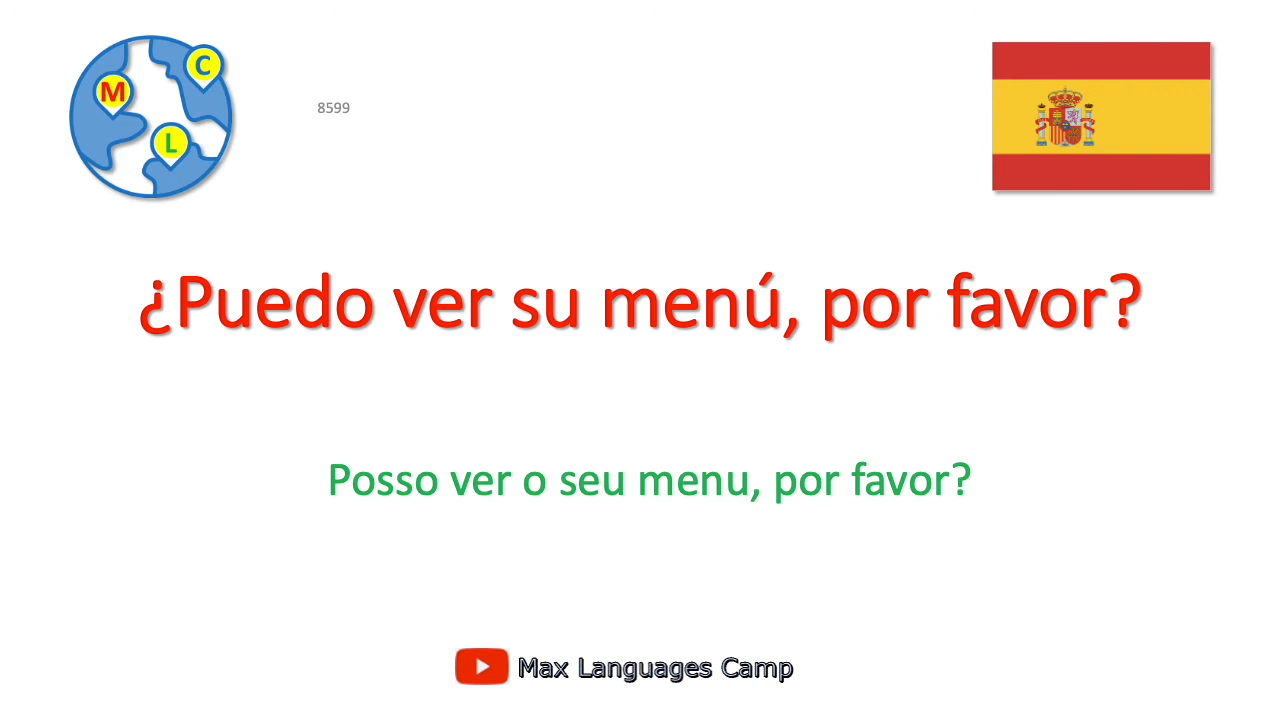 M
C
L
8599
¿Puedo ver su menú, por favor?
Posso ver o seu menu, por favor?
Max Languages Camp